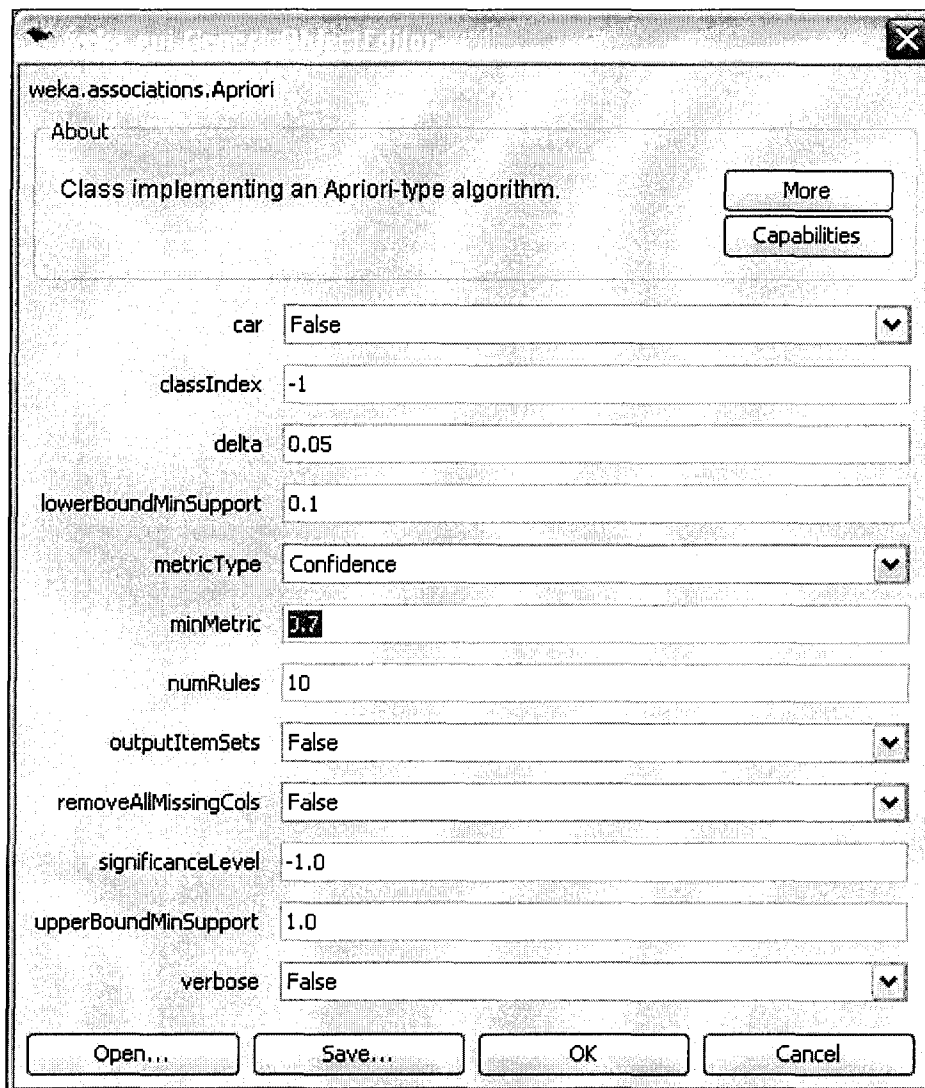 weka.associations.Apriori
About
Class implementing an Apriori-type algorithm.
More
Capabilities
car False
classIndex -1
delta 0.05
lowerBoundMinSupport 0.1
metricType Confidence
minMetric 0.7
numRules 10
outputItemSets False
removeAllMissingCols False
significanceLevel -1.0
upperBoundMinSupport 1.0
verbose False
Open... Save... OK Cancel